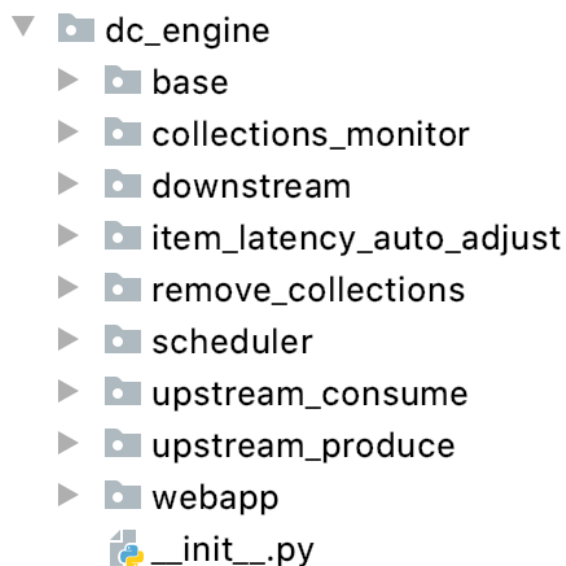 dc_engine
base
collections_monitor
downstream
item_latency_auto_adjust
remove_collections
scheduler
upstream_consume
upstream_produce
webapp
__init__.py